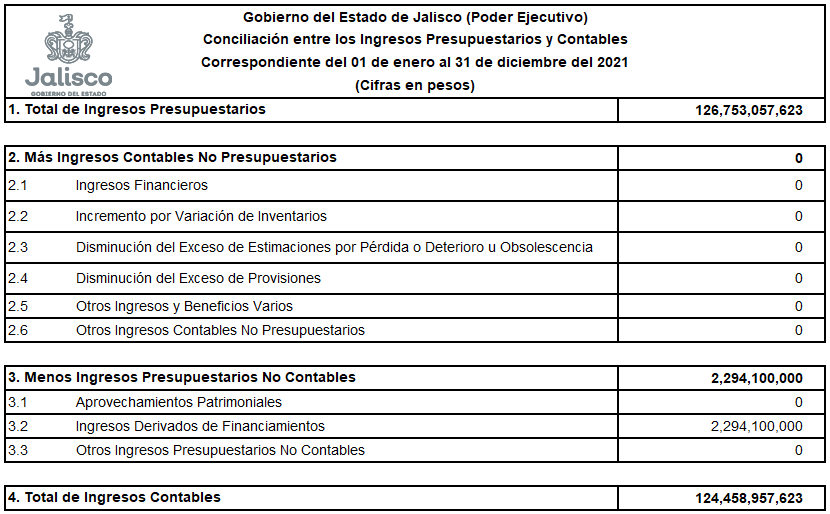 Jalisco
GOBIERNO DEL ESTADO
Gobierno del Estado de Jalisco (Poder Ejecutivo)
Conciliación entre los Ingresos Presupuestarios y Contables
Correspondiente del 01 de enero al 31 de diciembre del 2021
(Cifras en pesos)
1. Total de Ingresos Presupuestarios 126,753,057,623
2. Más Ingresos Contables No Presupuestarios 0
2.1 Ingresos Financieros 0
2.2 Incremento por Variación de Inventarios 0
2.3 Disminución del Exceso de Estimaciones por Pérdida o Deterioro u Obsolescencia 0
2.4 Disminución del Exceso de Provisiones 0
2.5 Otros Ingresos y Beneficios Varios 0
2.6 Otros Ingresos Contables No Presupuestarios 0
3. Menos Ingresos Presupuestarios No Contables 2,294,100,000
3.1 Aprovechamientos Patrimoniales 0
3.2 Ingresos Derivados de Financiamientos 2,294,100,000
3.3 Otros Ingresos Presupuestarios No Contables 0
4. Total de Ingresos Contables 124,458,957,623